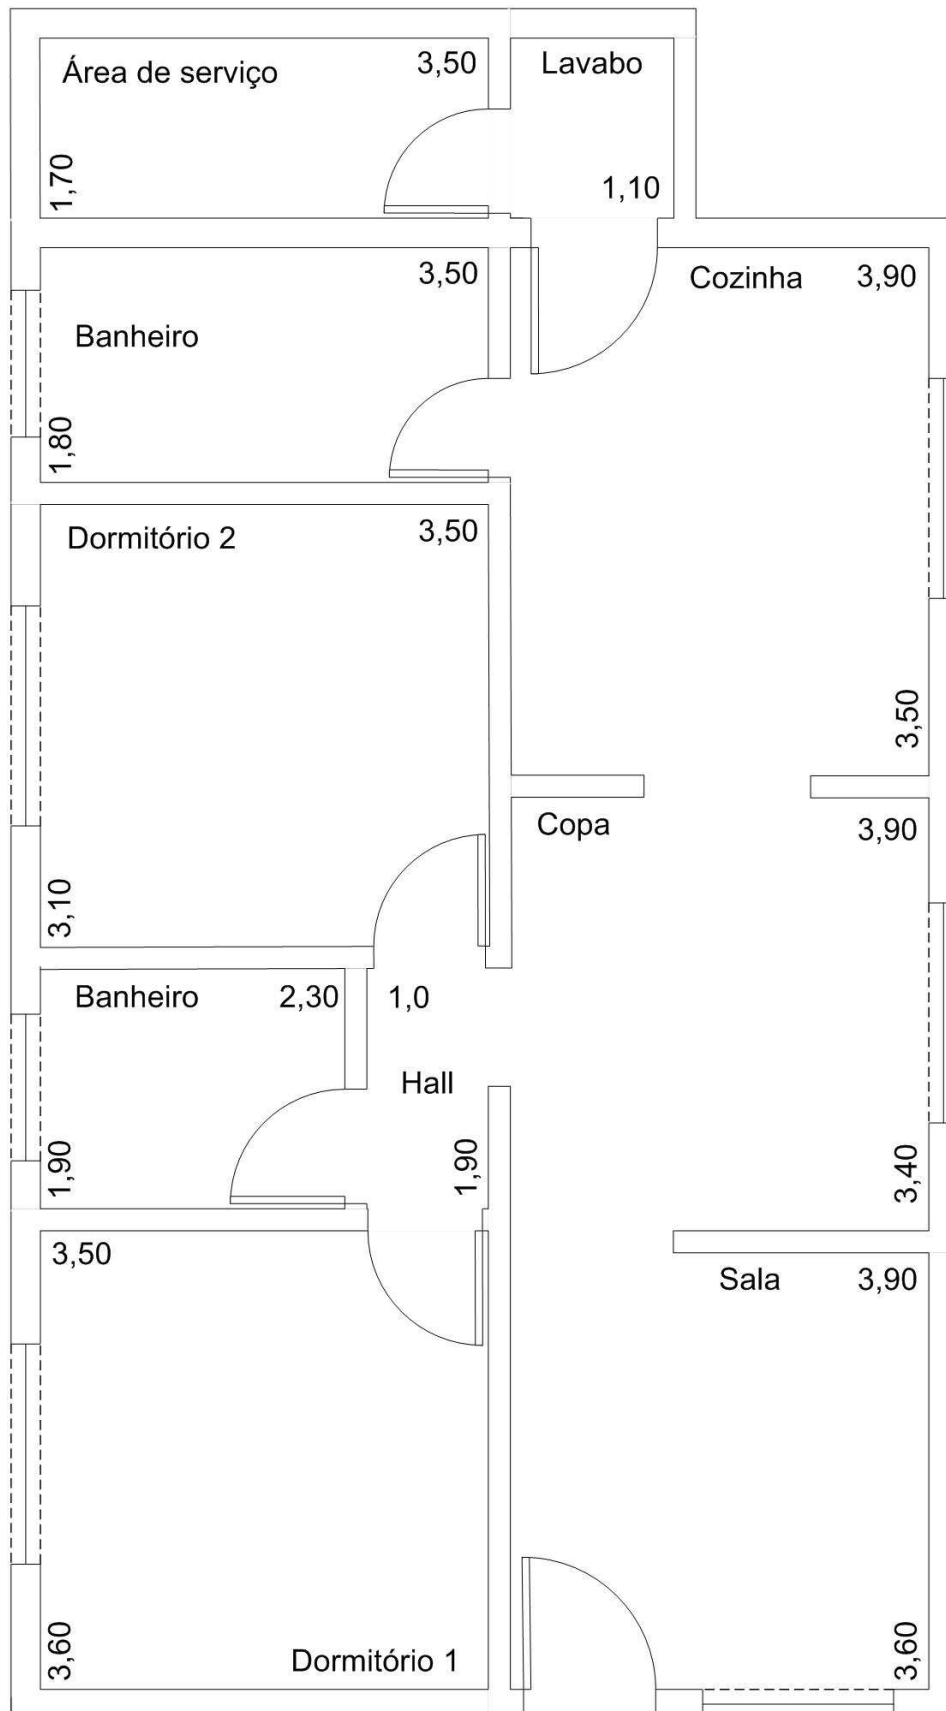 Área de serviço
3,50
Lavabo
1,70
1,10
3,50
Cozinha
3,90
Banheiro
1,80
Dormitório 2
3,50
3,50
Copa
3,90
3,10
Banheiro
2,30
1,0
Hall
1,90
1,90
3,40
3,50
Sala
3,90
3,60
Dormitório 1
3,60